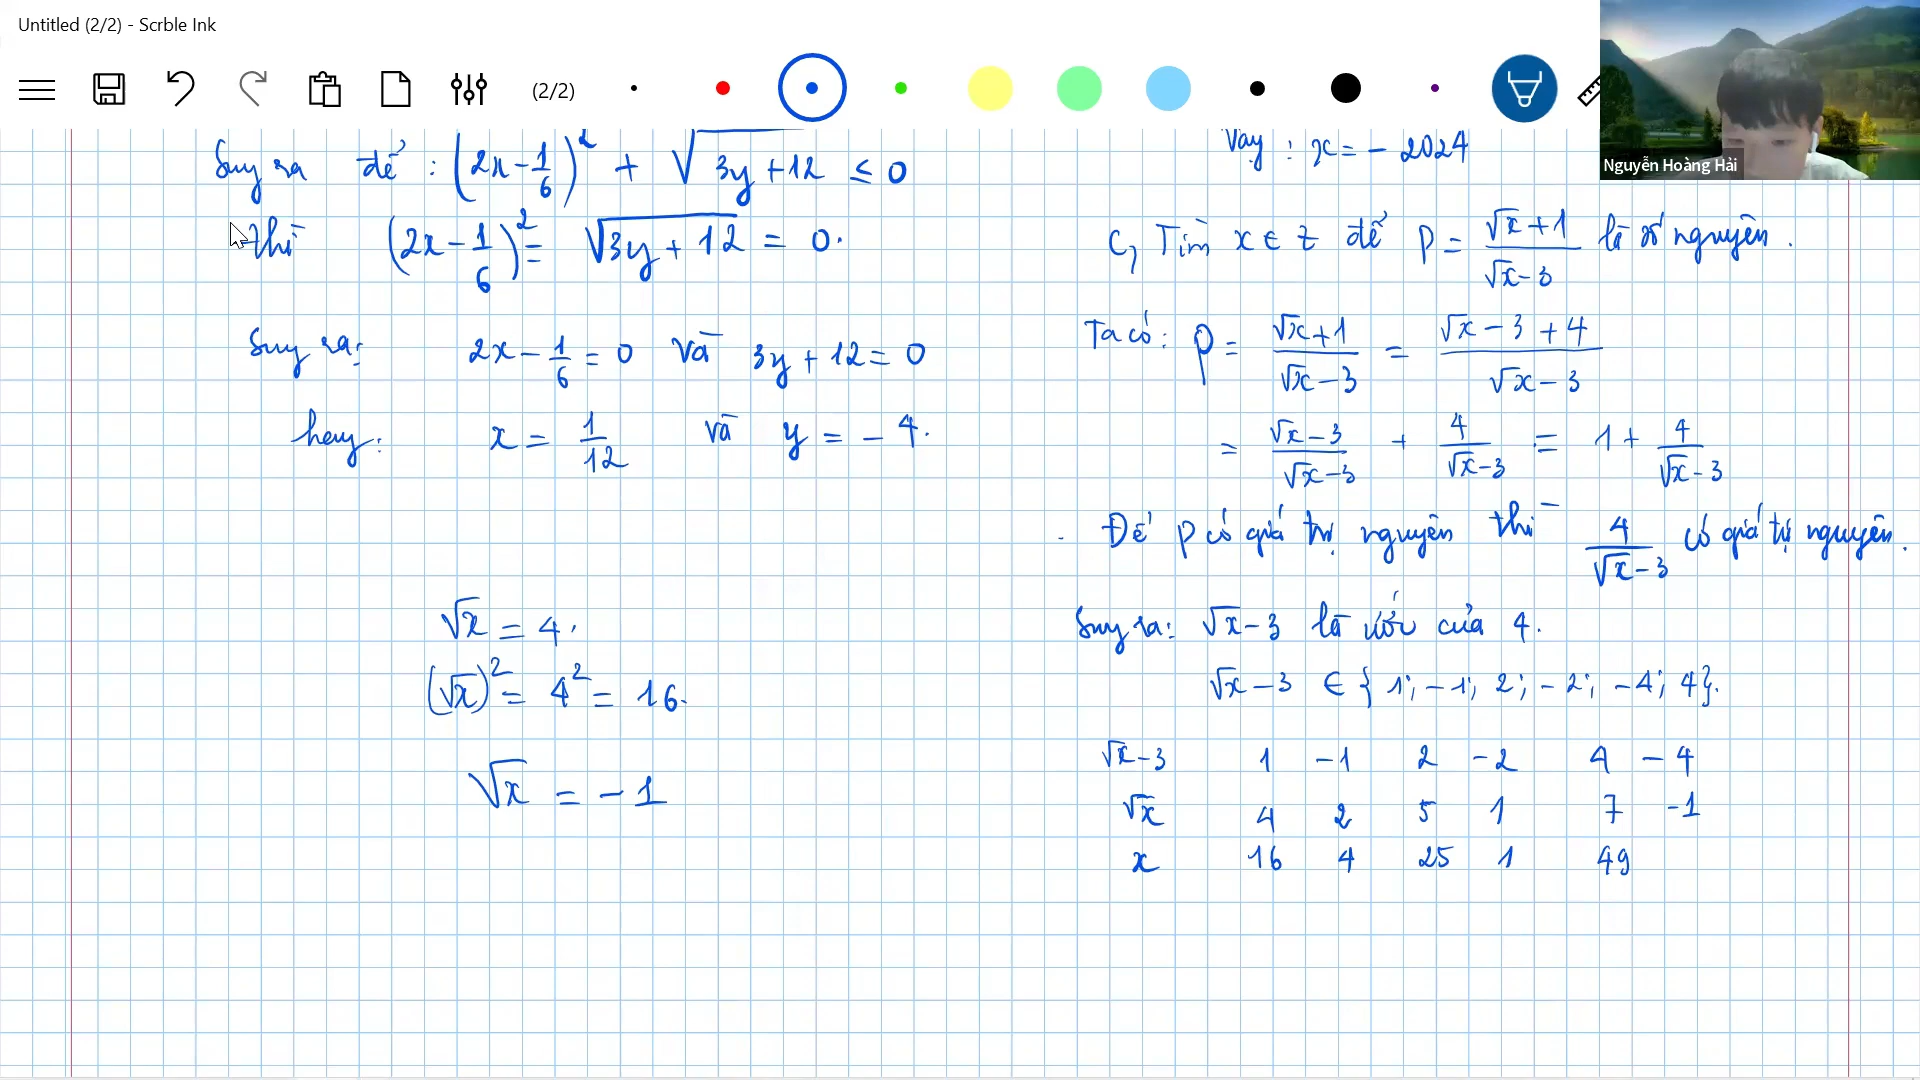 Untitled (2/2) - Scrble Ink
(2/2)
Nguyễn Hoàng Hải
Suy ra để : (2x - 1/6)² + √3y+12 ≤ 0
thì (2x - 1/6)² = √3y+12 = 0.
Suy ra: 2x - 1/6 = 0 và 3y + 12 = 0
hay: x = 1/12 và y = - 4.
√x = 4.
(√x)² = 4² = 16.
√x = - 1
Vậy : x = - 2024
C, Tìm x ∈ Z để P = (√x + 1)/(√x - 3) là số nguyên.
Ta có: P = (√x + 1)/(√x - 3) = (√x - 3 + 4)/(√x - 3)
= (√x - 3)/(√x - 3) + 4/(√x - 3) = 1 + 4/(√x - 3)
- Để P có giá trị nguyên thì 4/(√x - 3) có giá trị nguyên.
Suy ra: √x - 3 là ước của 4.
√x - 3 ∈ { 1; -1; 2; -2; -4; 4}.
√x - 3 1 -1 2 -2 4 -4
√x 4 2 5 1 7 -1
x 16 4 25 1 49